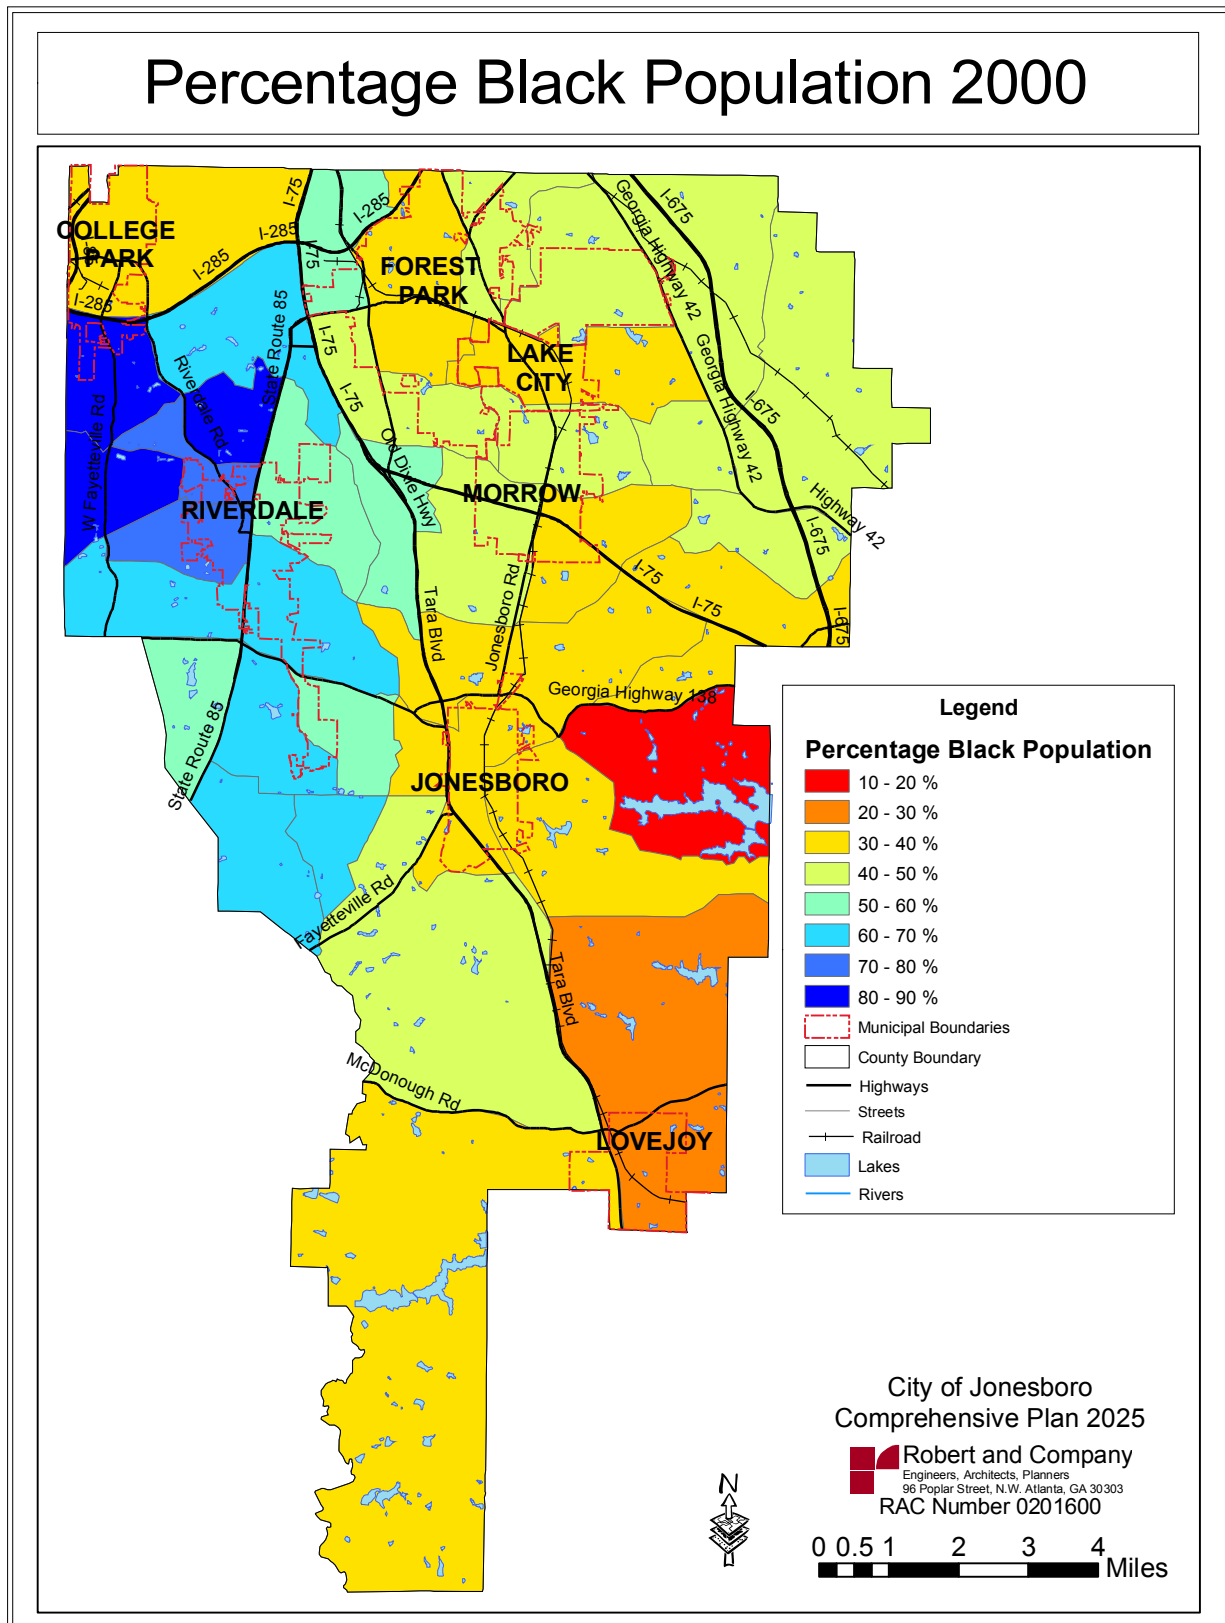 Percentage Black Population 2000
I-75
I-285
I-675
Georgia Highway 42
COLLEGE
PARK
I-285
I-285
I-75
FOREST
PARK
I-285
State Route 85
I-75
LAKE
CITY
Georgia Highway 42
Riverdale Rd
I-75
I-675
W Fayetteville Rd
Old Dixie Hwy
MORROW
RIVERDALE
Highway 42
I-675
I-75
I-75
I-675
Tara Blvd
Jonesboro Rd
Georgia Highway 138
State Route 85
JONESBORO
Fayetteville Rd
Tara Blvd
McDonough Rd
LOVEJOY
Legend
Percentage Black Population
10 - 20 %
20 - 30 %
30 - 40 %
40 - 50 %
50 - 60 %
60 - 70 %
70 - 80 %
80 - 90 %
Municipal Boundaries
County Boundary
Highways
Streets
Railroad
Lakes
Rivers
City of Jonesboro
Comprehensive Plan 2025
Robert and Company
Engineers, Architects, Planners
96 Poplar Street, N.W. Atlanta, GA 30303
RAC Number 0201600
N
0 0.5 1 2 3 4
Miles